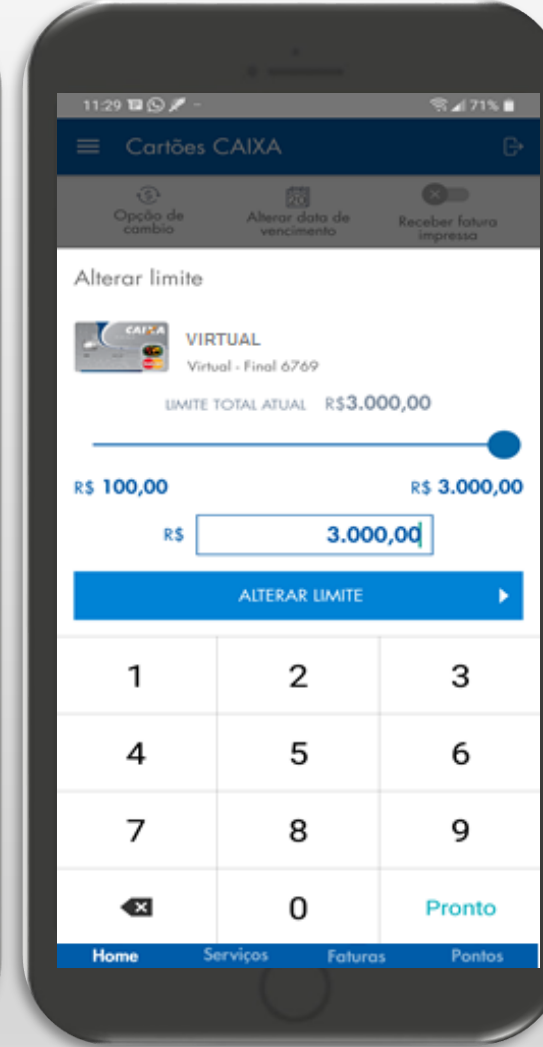 11:29
71%
Cartões CAIXA
Opção de
cambio
Alterar data de
vencimento
Receber fatura
impressa
20
Alterar limite
CAIXA
VIRTUAL
Virtual - Final 6769
LIMITE TOTAL ATUAL R$3.000,00
R$ 100,00
R$ 3.000,00
R$ 3.000,00
ALTERAR LIMITE
1 2 3
4 5 6
7 8 9
0 Pronto
Home Serviços Faturas Pontos